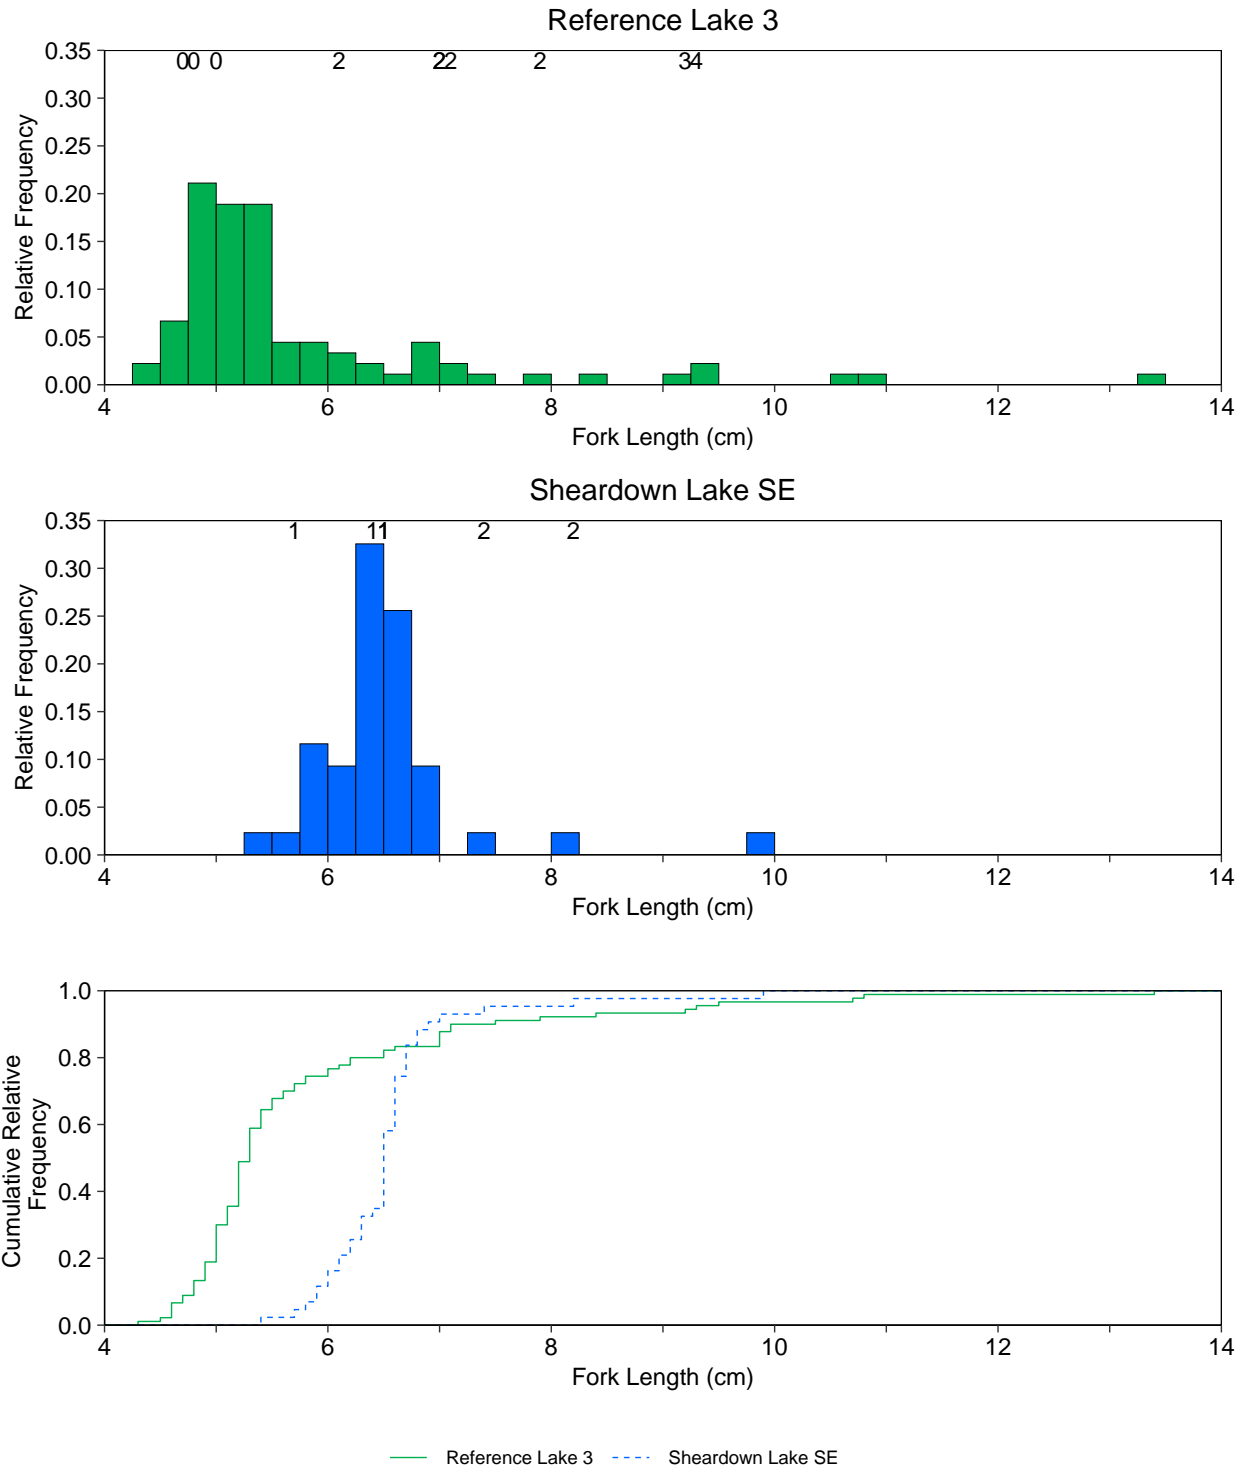 Reference Lake 3
0.35
0.30
0.25
0.20
0.15
0.10
0.05
0.00
Relative Frequency
00 0 2 222 2 34
4 6 8 10 12 14
Fork Length (cm)
Sheardown Lake SE
0.35
0.30
0.25
0.20
0.15
0.10
0.05
0.00
Relative Frequency
1 11 2 2
4 6 8 10 12 14
Fork Length (cm)
1.0
0.8
0.6
0.4
0.2
0.0
Cumulative Relative
Frequency
4 6 8 10 12 14
Fork Length (cm)
Reference Lake 3 Sheardown Lake SE